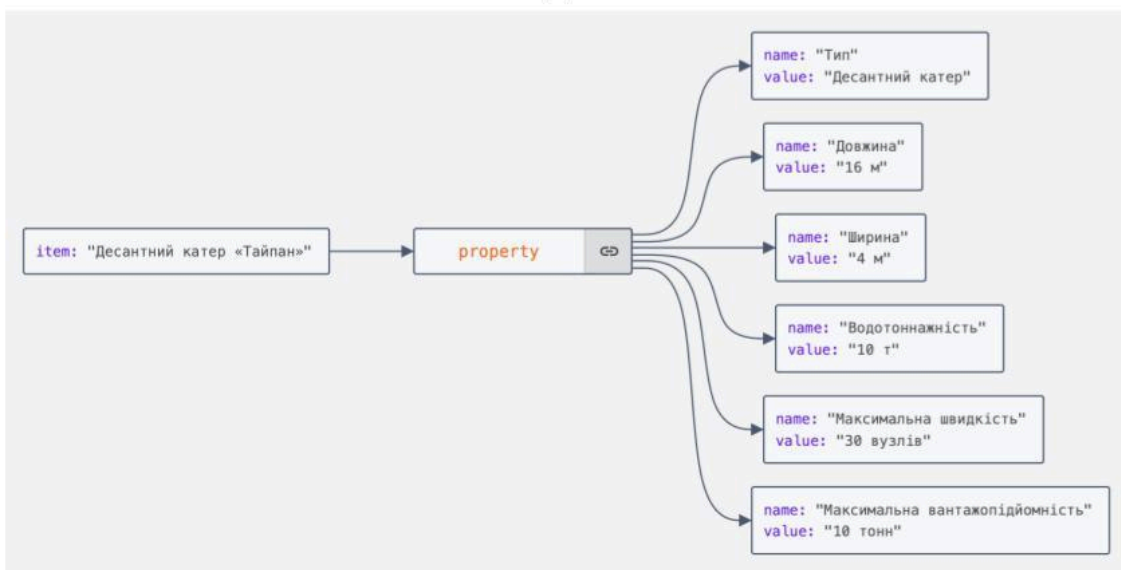 name: "Тип"
value: "Десантний катер"
name: "Довжина"
value: "16 м"
item: "Десантний катер «Тайпан»"
property
name: "Ширина"
value: "4 м"
name: "Водотоннажність"
value: "10 т"
name: "Максимальна швидкість"
value: "30 вузлів"
name: "Максимальна вантажопідйомність"
value: "10 тонн"